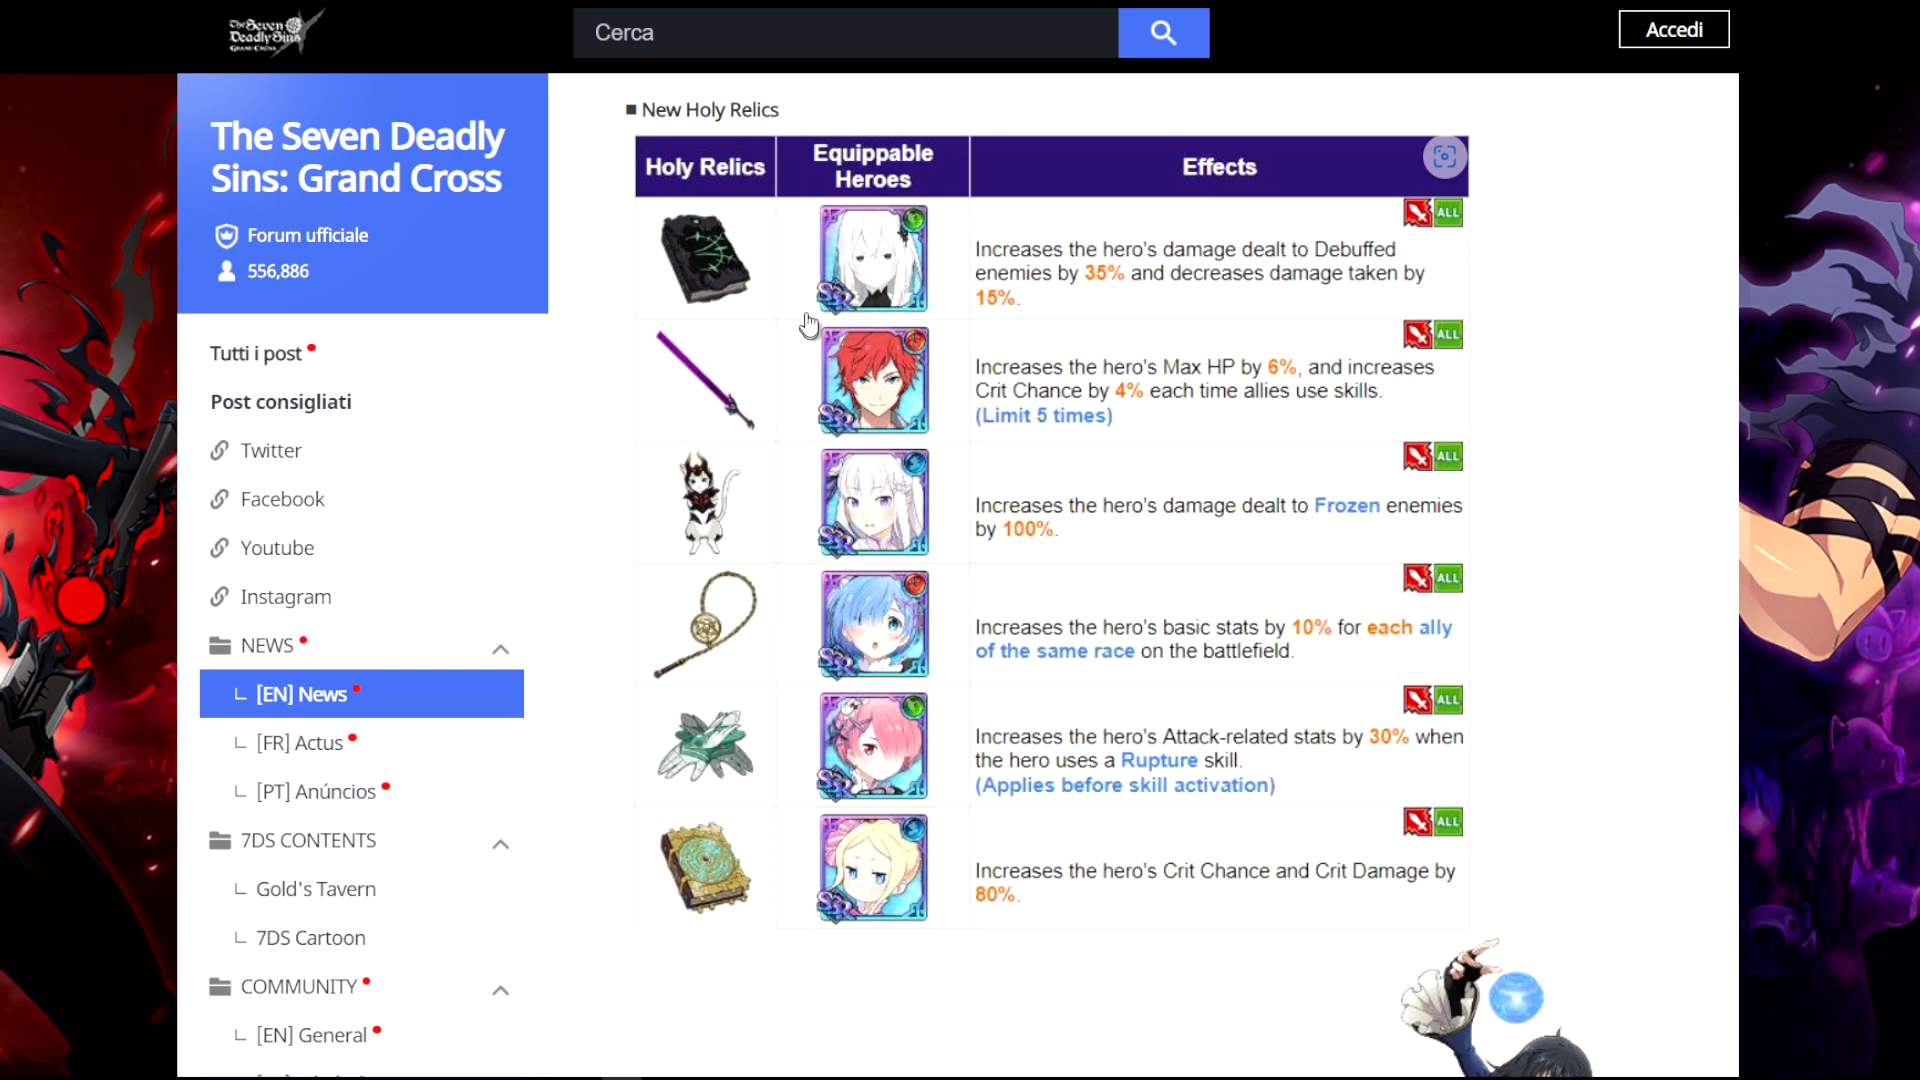 The Seven
Deadly Sins
GRAND CROSS
Cerca
Accedi
The Seven Deadly
Sins: Grand Cross
Forum ufficiale
556,886
Tutti i post
Post consigliati
Twitter
Facebook
Youtube
Instagram
NEWS
[EN] News
[FR] Actus
[PT] Anúncios
7DS CONTENTS
Gold's Tavern
7DS Cartoon
COMMUNITY
[EN] General
■ New Holy Relics
Holy Relics
Equippable
Heroes
Effects
ALL
Increases the hero's damage dealt to Debuffed
enemies by 35% and decreases damage taken by
15%.
ALL
Increases the hero's Max HP by 6%, and increases
Crit Chance by 4% each time allies use skills.
(Limit 5 times)
ALL
Increases the hero's damage dealt to Frozen enemies
by 100%.
ALL
Increases the hero's basic stats by 10% for each ally
of the same race on the battlefield.
ALL
Increases the hero's Attack-related stats by 30% when
the hero uses a Rupture skill.
(Applies before skill activation)
ALL
Increases the hero's Crit Chance and Crit Damage by
80%.